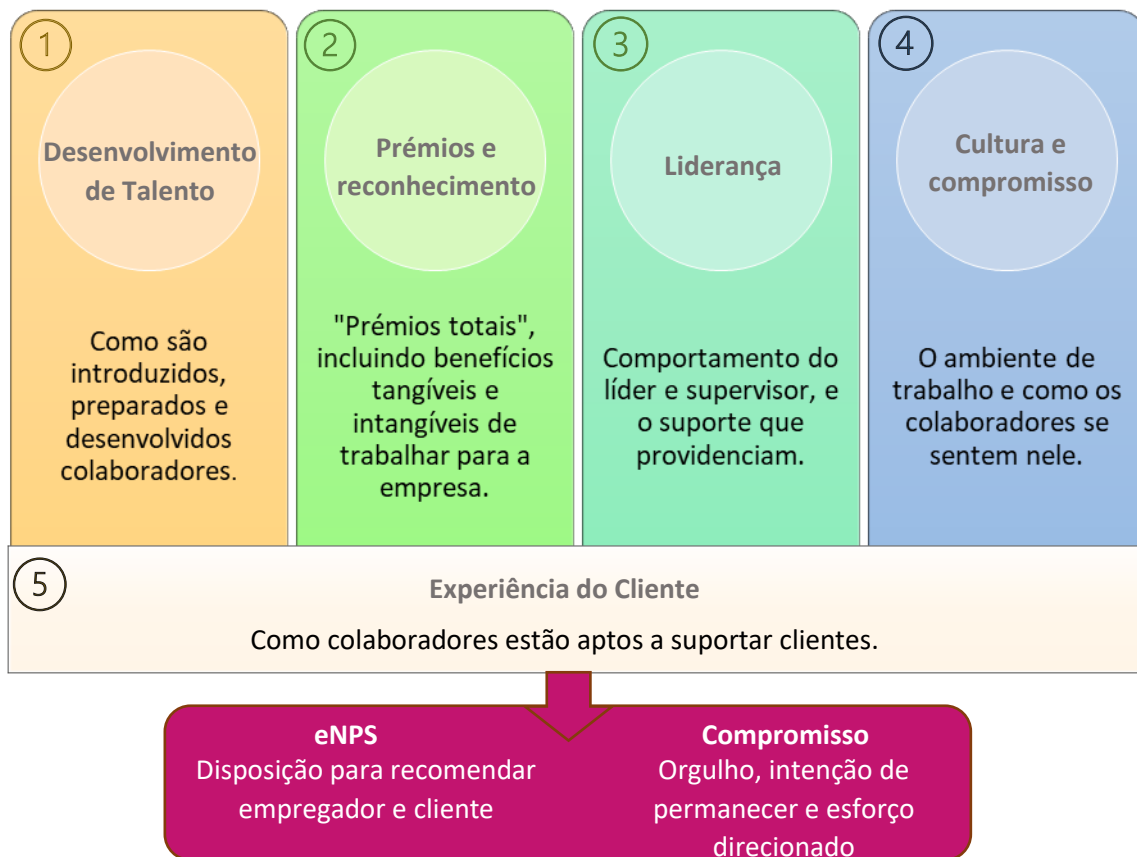 1
Desenvolvimento
de Talento
Como são
introduzidos,
preparados e
desenvolvidos
colaboradores.
2
Prémios e
reconhecimento
"Prémios totais",
incluindo benefícios
tangíveis e
intangíveis de
trabalhar para a
empresa.
3
Liderança
Comportamento do
líder e supervisor, e
o suporte que
providenciam.
4
Cultura e
compromisso
O ambiente de
trabalho e como os
colaboradores se
sentem nele.
5
Experiência do Cliente
Como colaboradores estão aptos a suportar clientes.
eNPS
Disposição para recomendar
empregador e cliente
Compromisso
Orgulho, intenção de
permanecer e esforço
direcionado